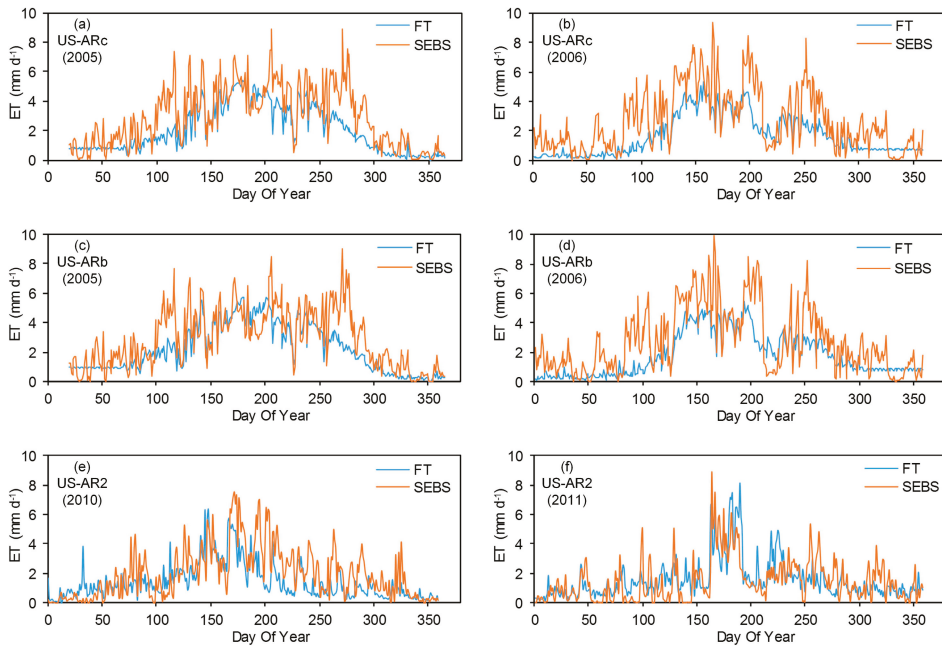 (a)
US-ARc
(2005)
FT
SEBS
ET (mm d-1)
10
8
6
4
2
0
0 50 100 150 200 250 300 350
Day Of Year
(b)
US-ARc
(2006)
FT
SEBS
ET (mm d-1)
10
8
6
4
2
0
0 50 100 150 200 250 300 350
Day Of Year
(c)
US-ARb
(2005)
FT
SEBS
ET (mm d-1)
10
8
6
4
2
0
0 50 100 150 200 250 300 350
Day Of Year
(d)
US-ARb
(2006)
FT
SEBS
ET (mm d-1)
10
8
6
4
2
0
0 50 100 150 200 250 300 350
Day Of Year
(e)
US-AR2
(2010)
FT
SEBS
ET (mm d-1)
10
8
6
4
2
0
0 50 100 150 200 250 300 350
Day Of Year
(f)
US-AR2
(2011)
FT
SEBS
ET (mm d-1)
10
8
6
4
2
0
0 50 100 150 200 250 300 350
Day Of Year